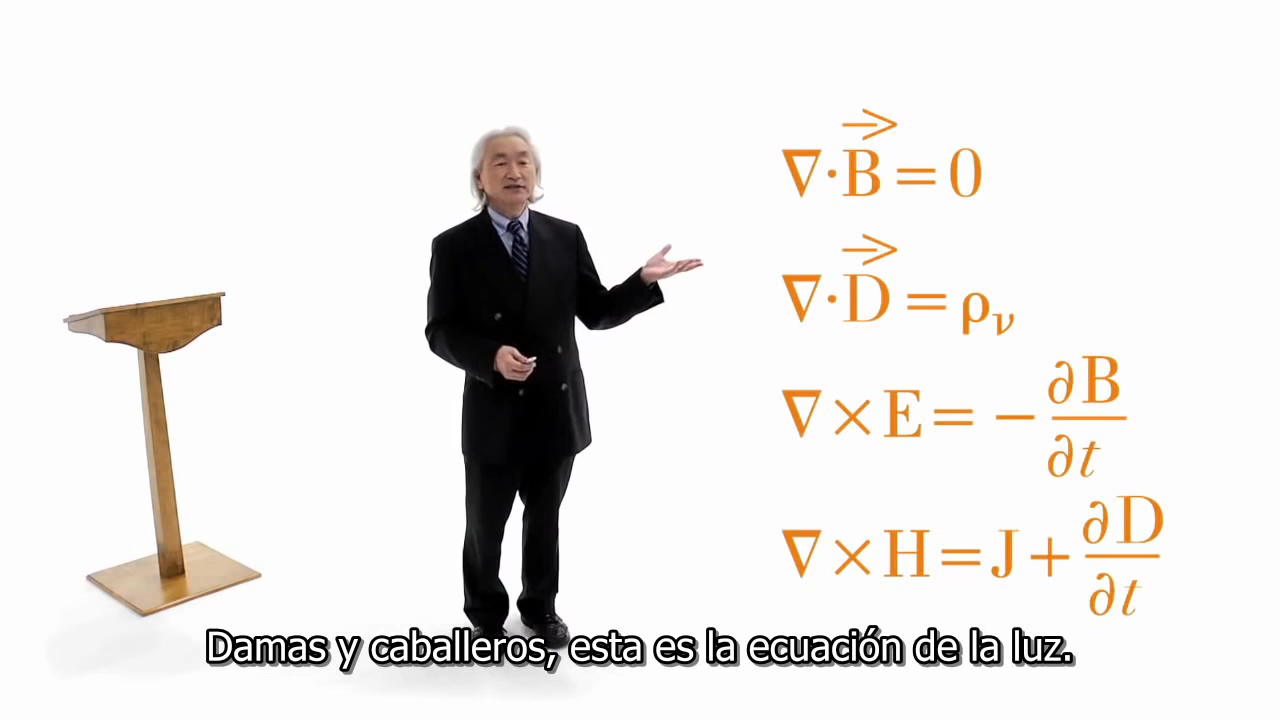 ∇·B⃗ = 0
∇·D⃗ = ρᵥ
∇×E = −∂B/∂t
∇×H = J + ∂D/∂t
Damas y caballeros, esta es la ecuación de la luz.